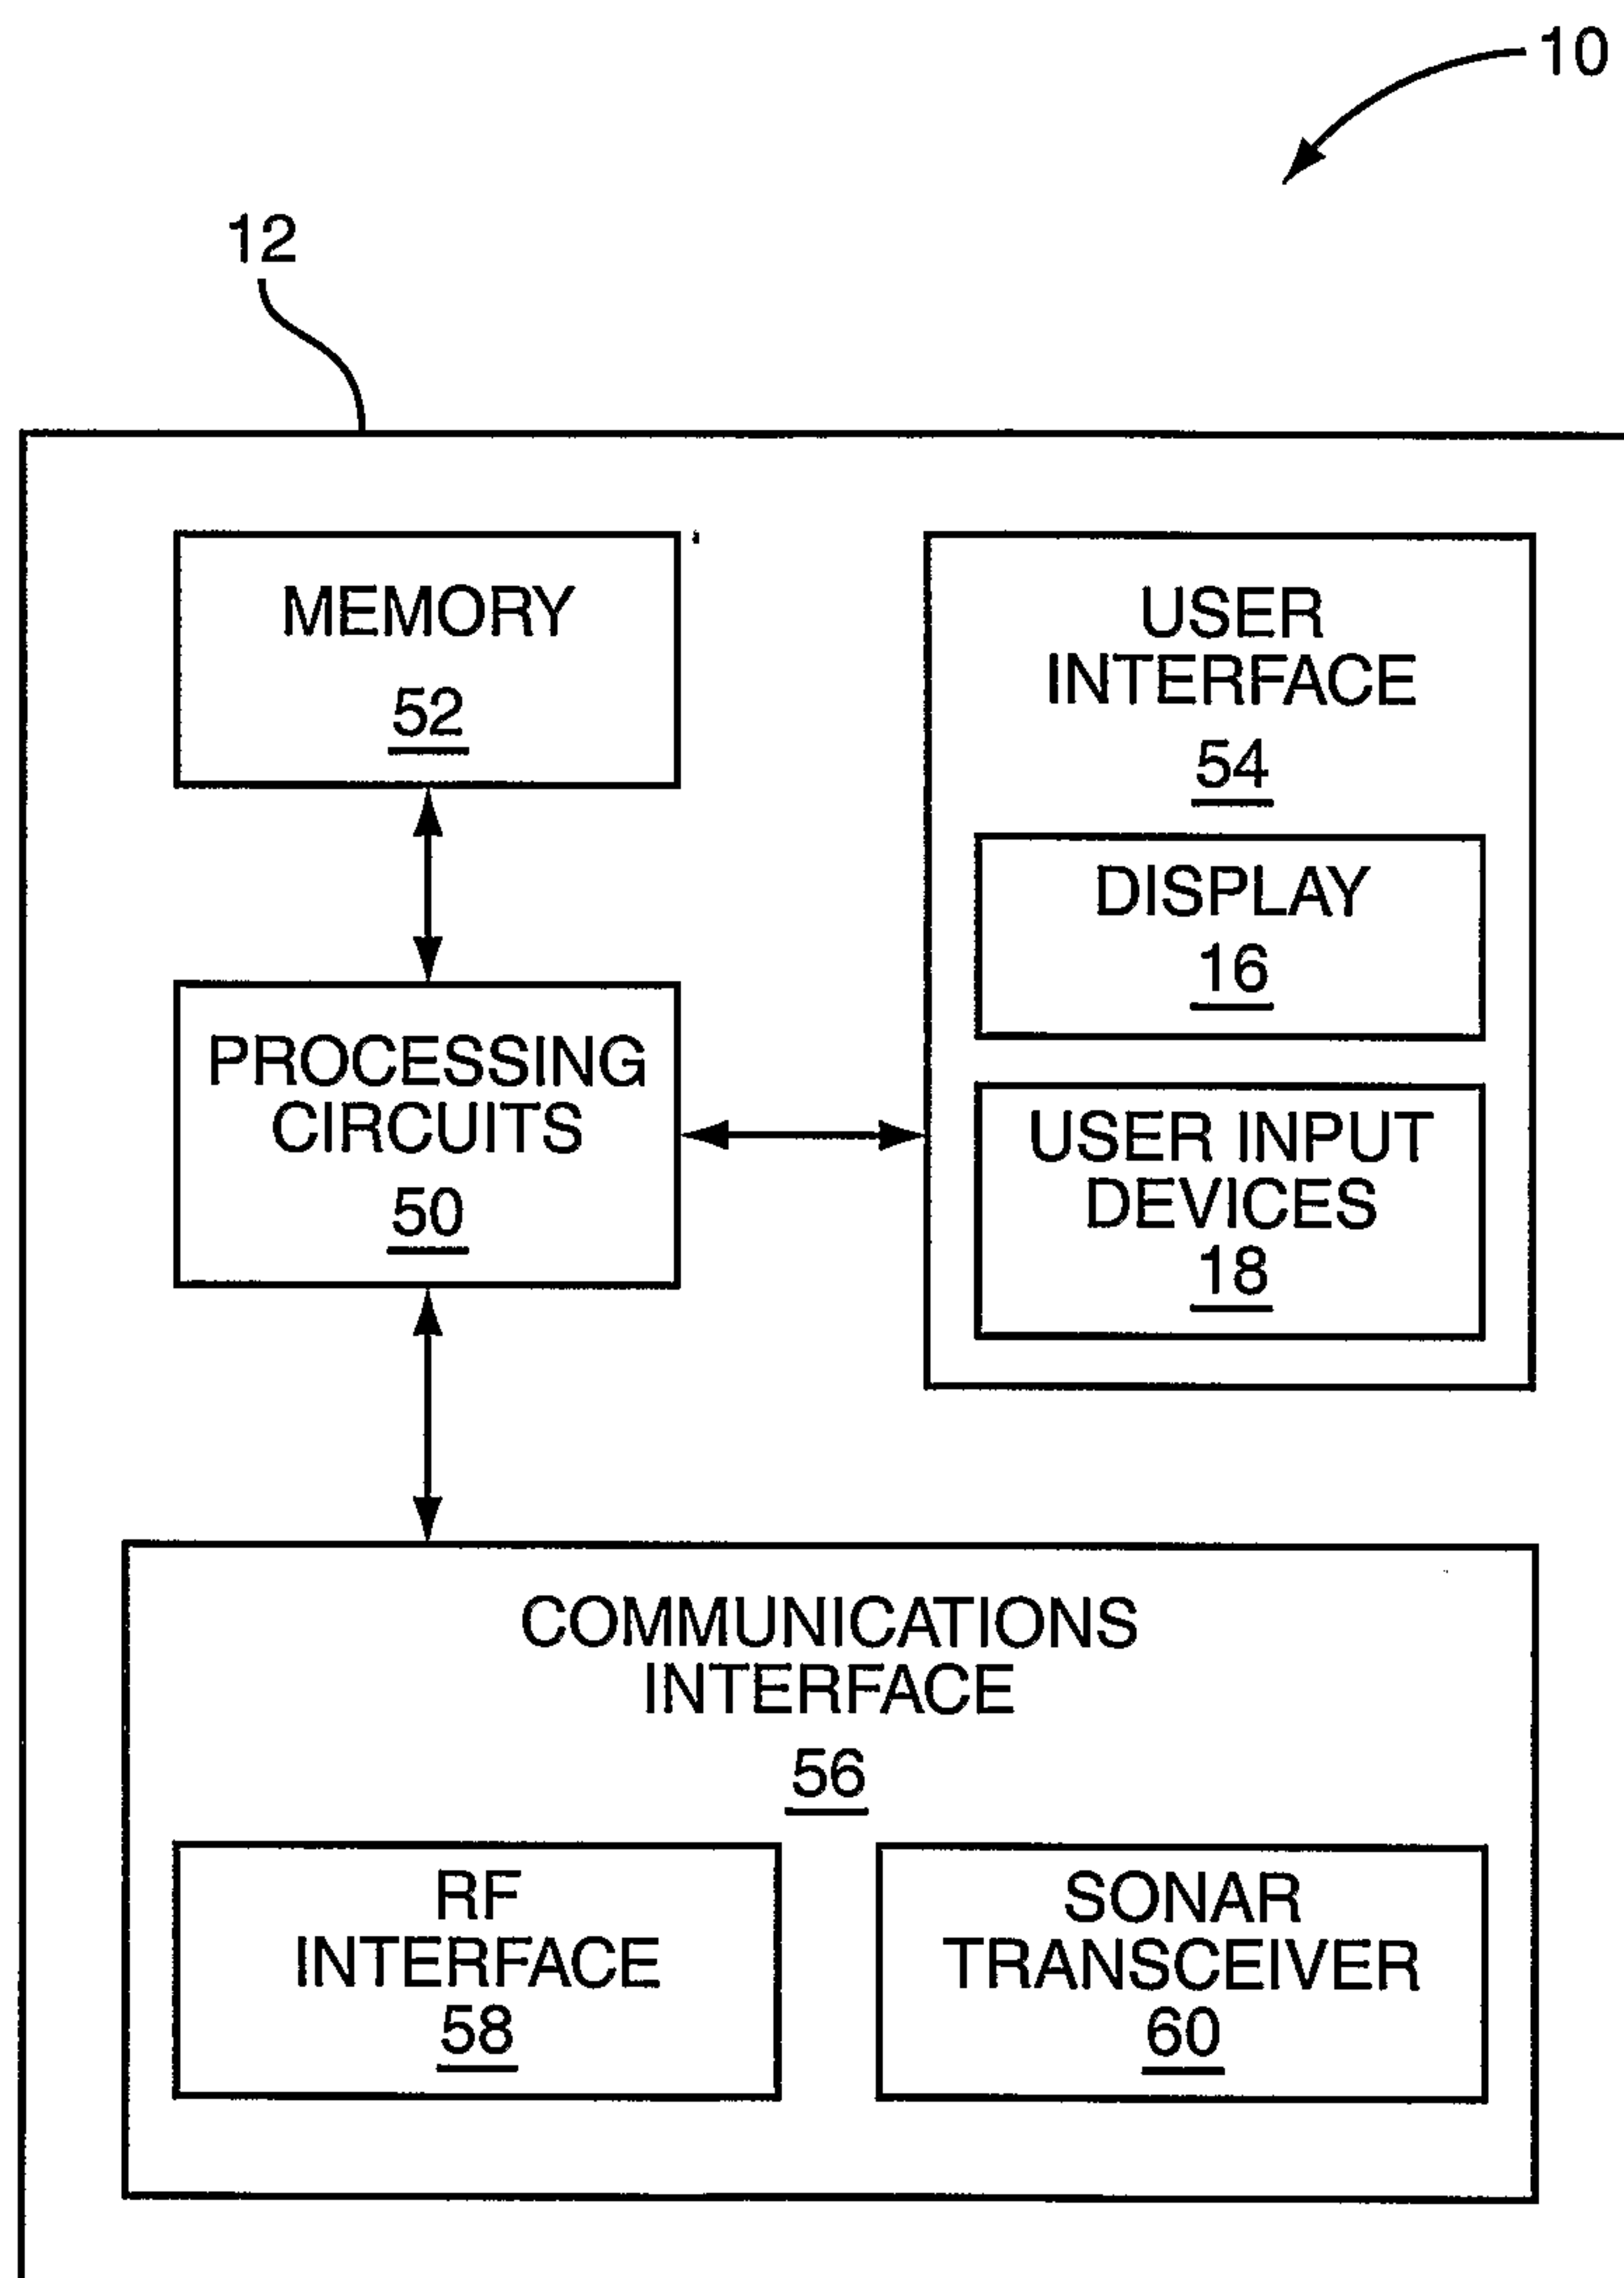 10
12
MEMORY
52
USER
INTERFACE
54
DISPLAY
16
PROCESSING
CIRCUITS
50
USER INPUT
DEVICES
18
COMMUNICATIONS
INTERFACE
56
RF
INTERFACE
58
SONAR
TRANSCEIVER
60